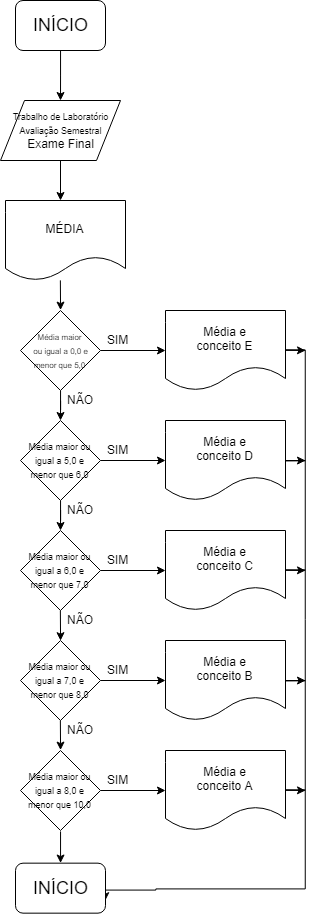 INÍCIO
Trabalho de Laboratório
Avaliação Semestral
Exame Final
MÉDIA
Média maior
ou igual a 0,0 e
menor que 5,0
SIM
Média e
conceito E
NÃO
Média maior ou
igual a 5,0 e
menor que 6,0
SIM
Média e
conceito D
NÃO
Média maior ou
igual a 6,0 e
menor que 7,0
SIM
Média e
conceito C
NÃO
Média maior ou
igual a 7,0 e
menor que 8,0
SIM
Média e
conceito B
NÃO
Média maior ou
igual a 8,0 e
menor que 10,0
SIM
Média e
conceito A
INÍCIO